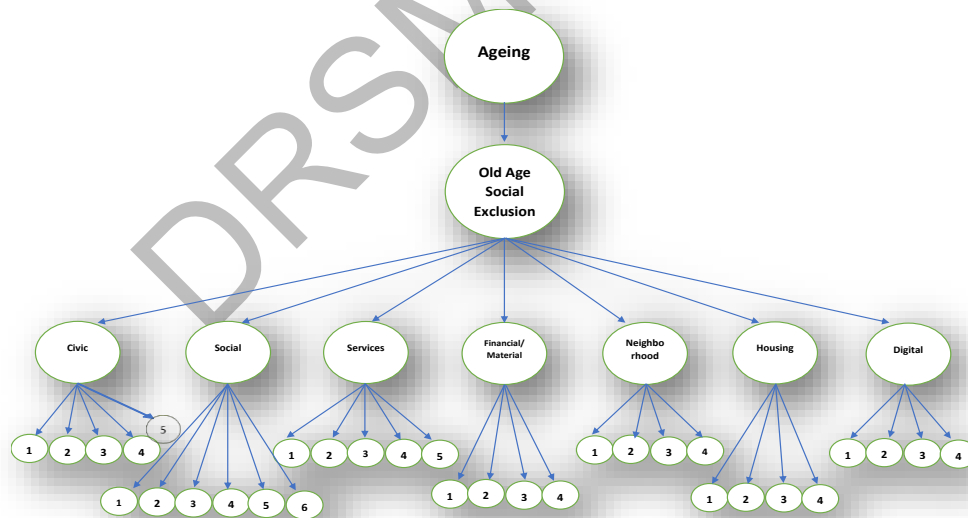 DRSM
Ageing
Old Age
Social
Exclusion
Civic
Social
Services
Financial/
Material
Neighbo
rhood
Housing
Digital
5
1 2 3 4
1 2 3 4 5
1 2 3 4
1 2 3 4
1 2 3 4 5 6
1 2 3 4
1 2 3 4